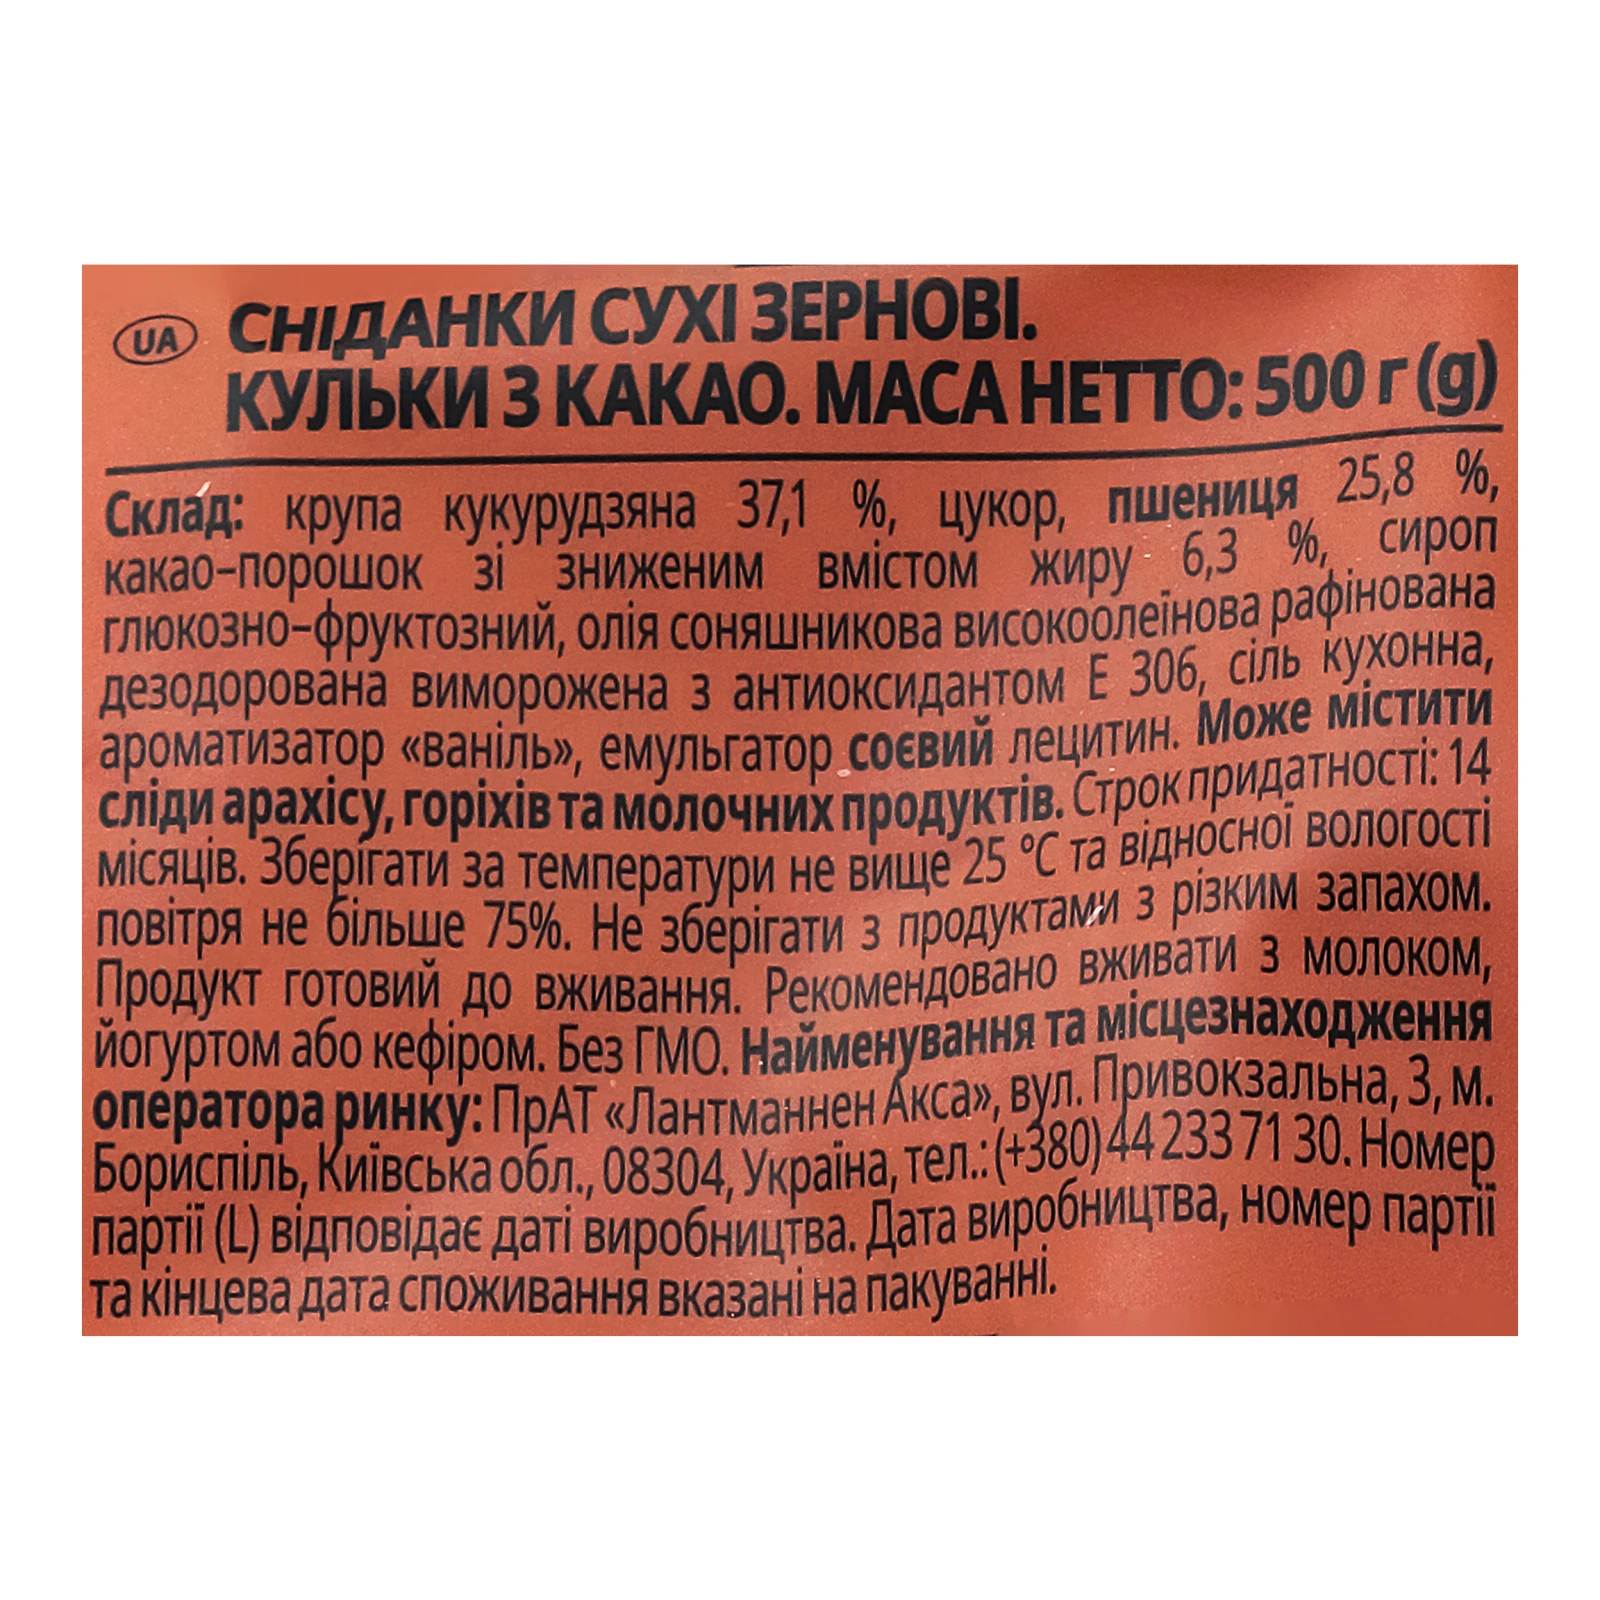 UA СНІДАНКИ СУХІ ЗЕРНОВІ.
КУЛЬКИ З КАКАО. МАСА НЕТТО: 500 г (g)
Склад: крупа кукурудзяна 37,1 %, цукор, пшениця 25,8 %,
какао-порошок зі зниженим вмістом жиру 6,3 %, сироп
глюкозно-фруктозний, олія соняшникова високоолеїнова рафінована
дезодорована виморожена з антиоксидантом Е 306, сіль кухонна,
ароматизатор «ваніль», емульгатор соєвий лецитин. Може містити
сліди арахісу, горіхів та молочних продуктів. Строк придатності: 14
місяців. Зберігати за температури не вище 25 °С та відносної вологості
повітря не більше 75%. Не зберігати з продуктами з різким запахом.
Продукт готовий до вживання. Рекомендовано вживати з молоком,
йогуртом або кефіром. Без ГМО. Найменування та місцезнаходження
оператора ринку: ПрАТ «Лантманнен Акса», вул. Привокзальна, 3, м.
Бориспіль, Київська обл., 08304, Україна, тел.: (+380) 44 233 71 30. Номер
партії (L) відповідає даті виробництва. Дата виробництва, номер партії
та кінцева дата споживання вказані на пакуванні.